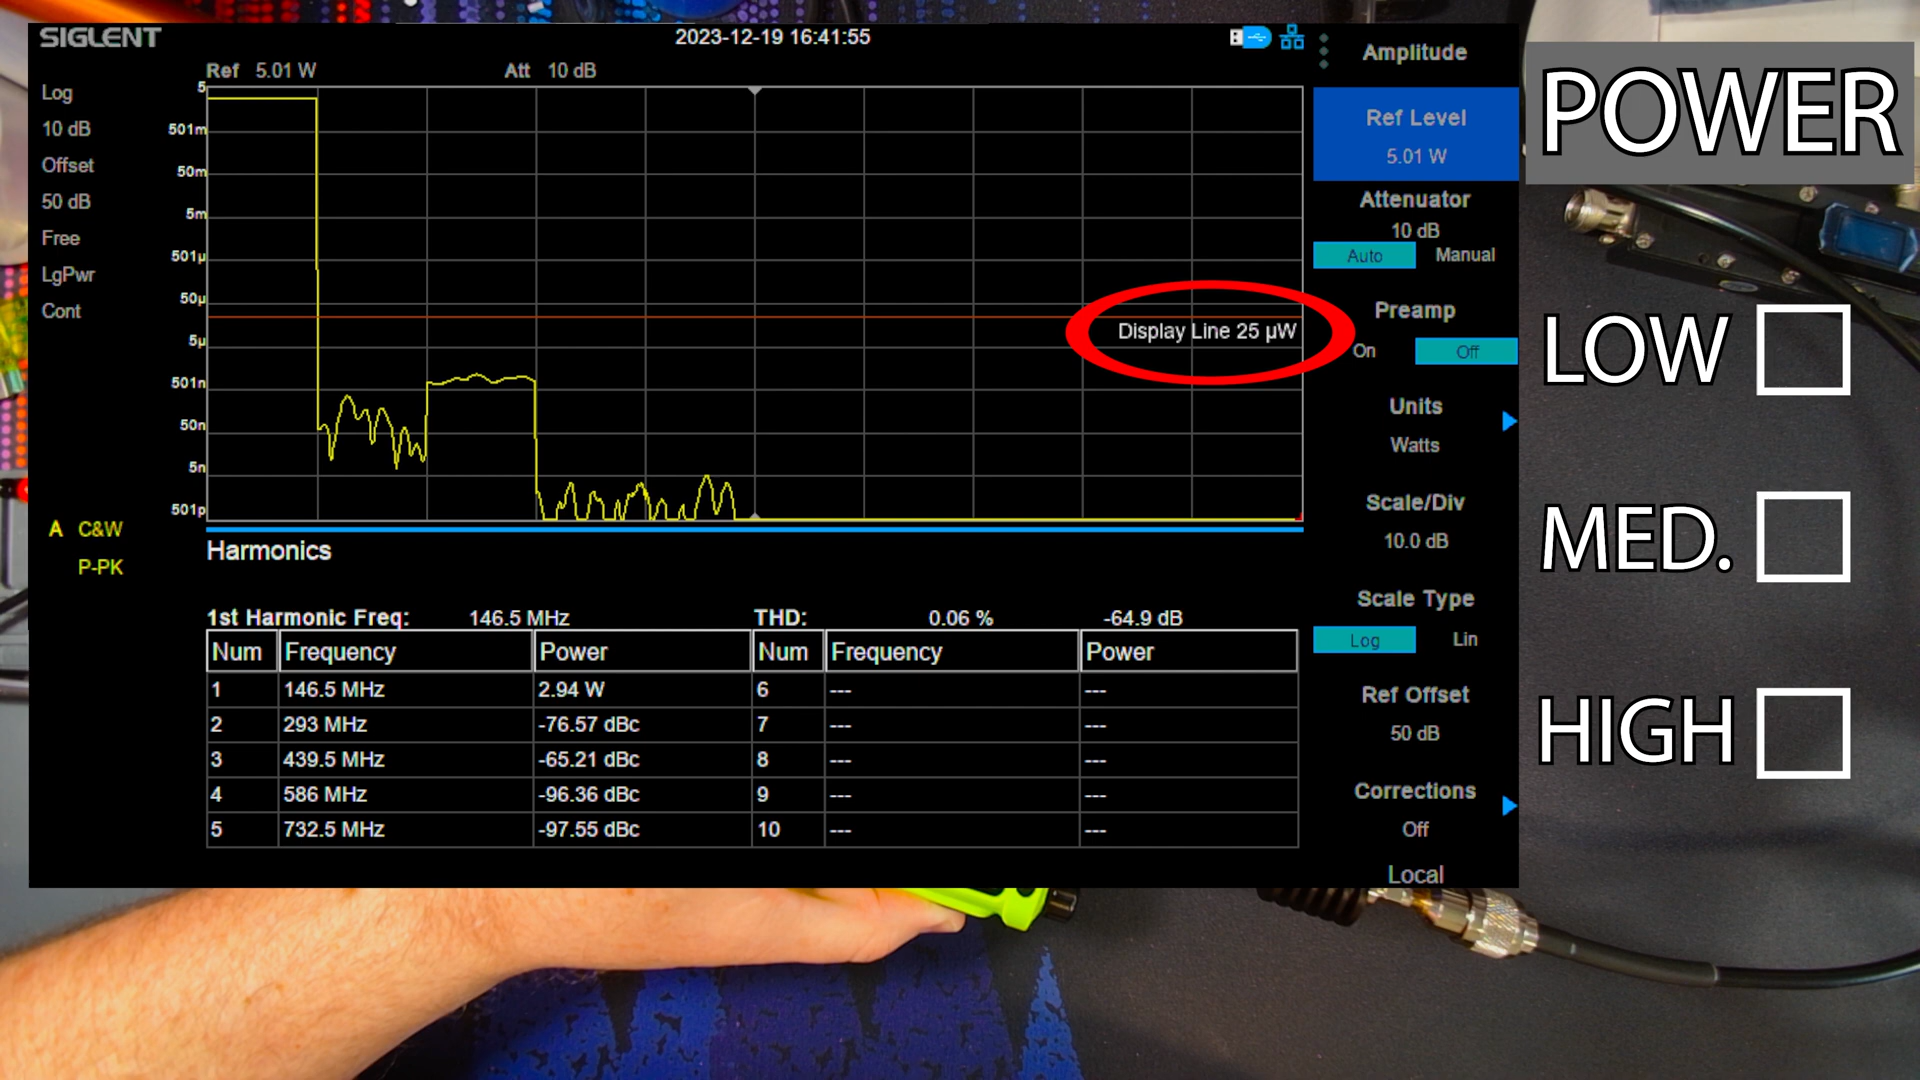 SIGLENT
2023-12-19 16:41:55
Ref 5.01 W Att 10 dB
Log
10 dB
Offset
50 dB
Free
LgPwr
Cont
A C&W
P-PK
5
501m
50m
5m
501µ
50µ
5µ
501n
50n
5n
501p
Display Line 25 µW
Harmonics
1st Harmonic Freq: 146.5 MHz THD: 0.06 % -64.9 dB
Num Frequency Power Num Frequency Power
1 146.5 MHz 2.94 W 6 --- ---
2 293 MHz -76.57 dBc 7 --- ---
3 439.5 MHz -65.21 dBc 8 --- ---
4 586 MHz -96.36 dBc 9 --- ---
5 732.5 MHz -97.55 dBc 10 --- ---
Amplitude
Ref Level
5.01 W
Attenuator
10 dB
Auto Manual
Preamp
On Off
Units
Watts
Scale/Div
10.0 dB
Scale Type
Log Lin
Ref Offset
50 dB
Corrections
Off
Local
POWER
LOW
MED.
HIGH